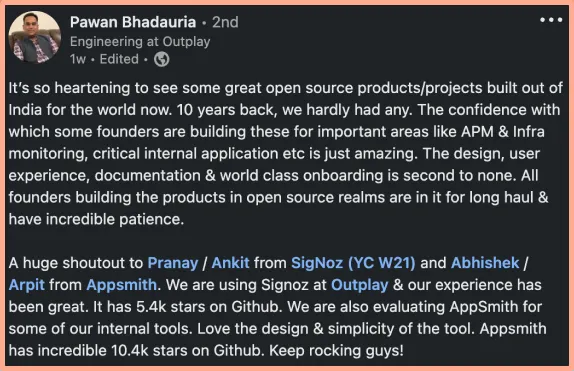 Pawan Bhadauria • 2nd
Engineering at Outplay
1w • Edited •
It's so heartening to see some great open source products/projects built out of
India for the world now. 10 years back, we hardly had any. The confidence with
which some founders are building these for important areas like APM & Infra
monitoring, critical internal application etc is just amazing. The design, user
experience, documentation & world class onboarding is second to none. All
founders building the products in open source realms are in it for long haul &
have incredible patience.
A huge shoutout to Pranay / Ankit from SigNoz (YC W21) and Abhishek /
Arpit from Appsmith. We are using Signoz at Outplay & our experience has
been great. It has 5.4k stars on Github. We are also evaluating AppSmith for
some of our internal tools. Love the design & simplicity of the tool. Appsmith
has incredible 10.4k stars on Github. Keep rocking guys!